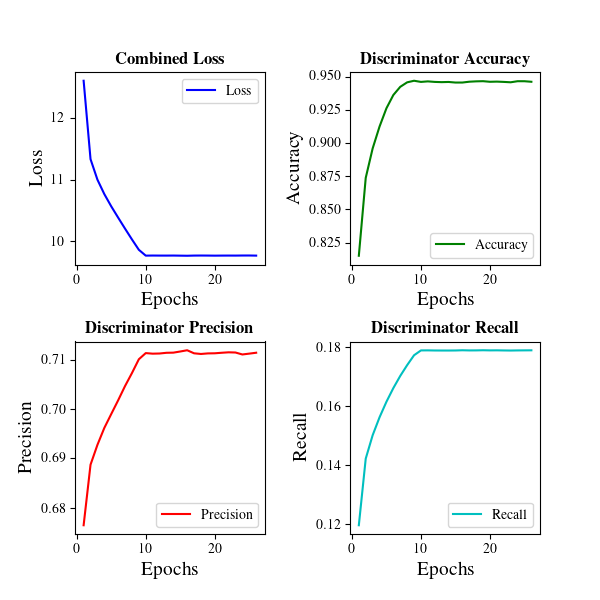 Combined Loss
Loss
12
11
10
Loss
0 10 20
Epochs
Discriminator Accuracy
0.950
0.925
0.900
0.875
0.850
0.825
Accuracy
Accuracy
0 10 20
Epochs
Discriminator Precision
0.71
0.70
0.69
0.68
Precision
Precision
0 10 20
Epochs
Discriminator Recall
0.18
0.16
0.14
0.12
Recall
Recall
0 10 20
Epochs